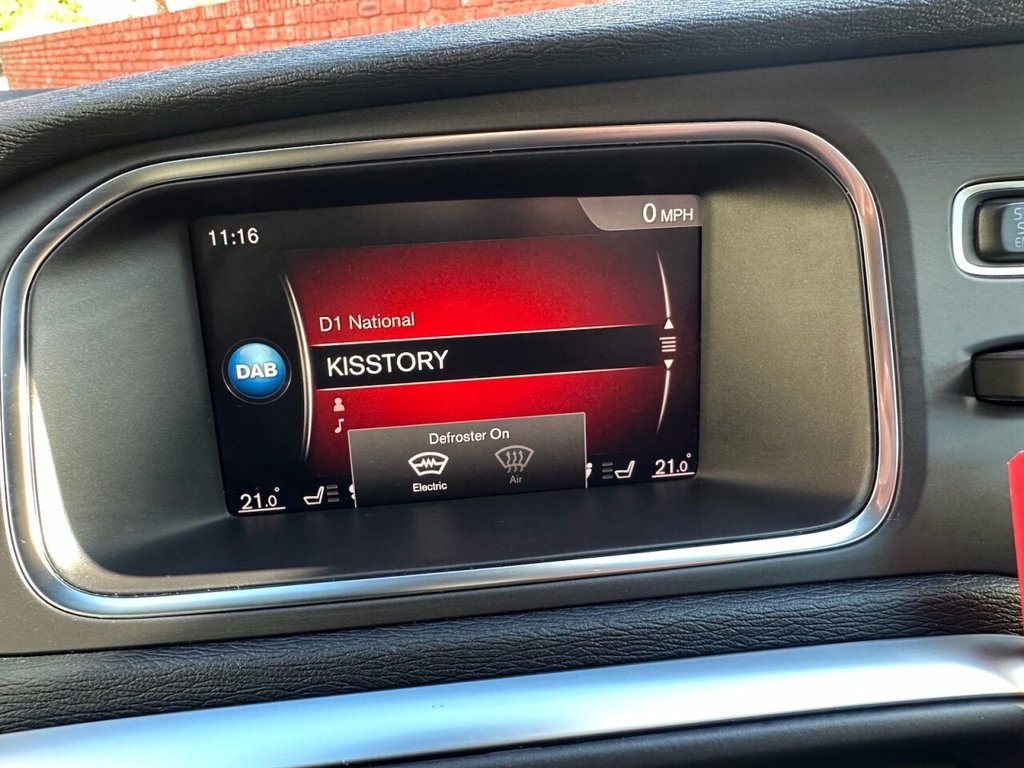 11:16
0 MPH
D1 National
DAB
KISSTORY
Defroster On
Electric
Air
21.0°
21.0°